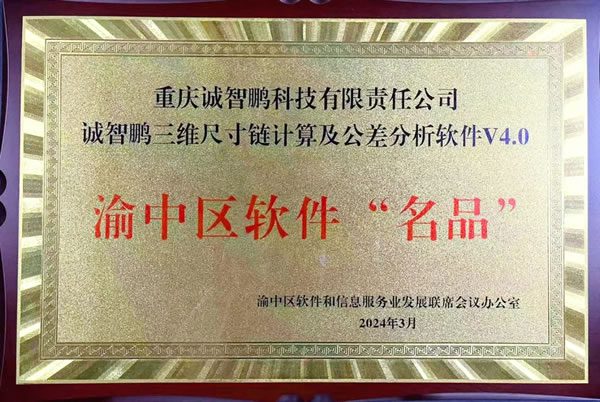 重庆诚智鹏科技有限责任公司
诚智鹏三维尺寸链计算及公差分析软件V4.0
渝中区软件“名品”
渝中区软件和信息服务业发展联席会议办公室
2024年3月